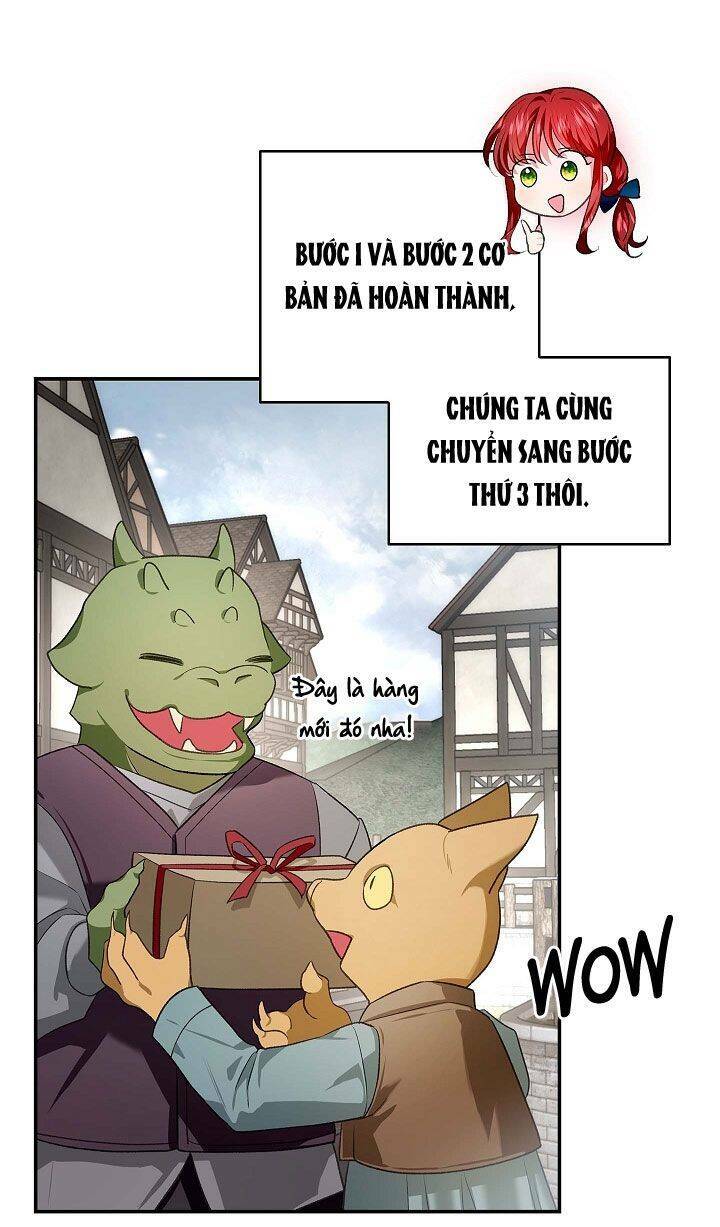 BƯỚC 1 VÀ BƯỚC 2 CƠ
BẢN ĐÃ HOÀN THÀNH,
CHÚNG TA CÙNG
CHUYỂN SANG BƯỚC
THỨ 3 THÔI.
Đây là hàng
mới đó nha!
WOW